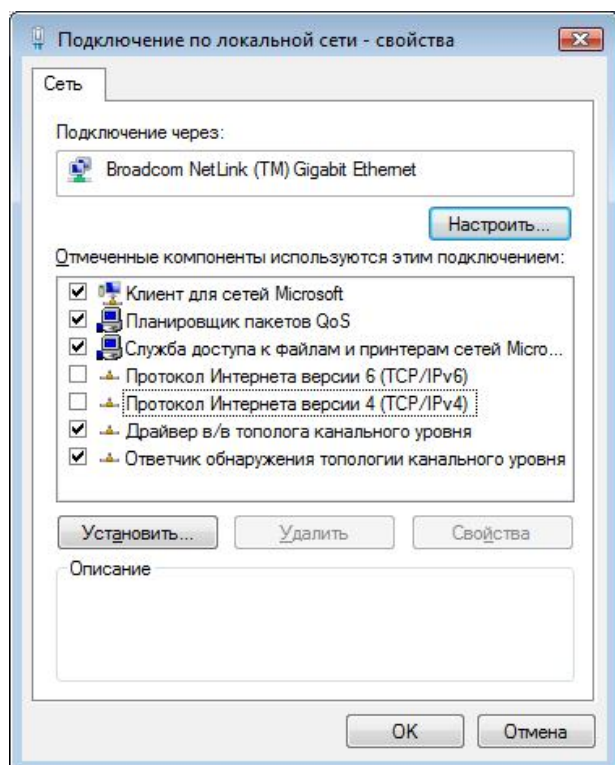 Подключение по локальной сети - свойства
Сеть
Подключение через:
Broadcom NetLink (TM) Gigabit Ethernet
Настроить...
Отмеченные компоненты используются этим подключением:
Клиент для сетей Microsoft
Планировщик пакетов QoS
Служба доступа к файлам и принтерам сетей Micro...
Протокол Интернета версии 6 (TCP/IPv6)
Протокол Интернета версии 4 (TCP/IPv4)
Драйвер в/в тополога канального уровня
Ответчик обнаружения топологии канального уровня
Установить...
Удалить
Свойства
Описание
OK
Отмена